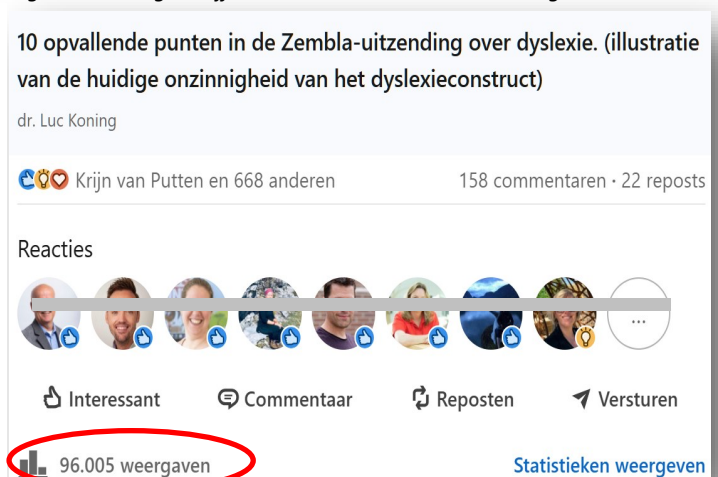 10 opvallende punten in de Zembla-uitzending over dyslexie. (illustratie
van de huidige onzinnigheid van het dyslexieconstruct)
dr. Luc Koning
Krijn van Putten en 668 anderen 158 commentaren · 22 reposts
Reacties
...
Interessant Commentaar Reposten Versturen
96.005 weergaven Statistieken weergeven